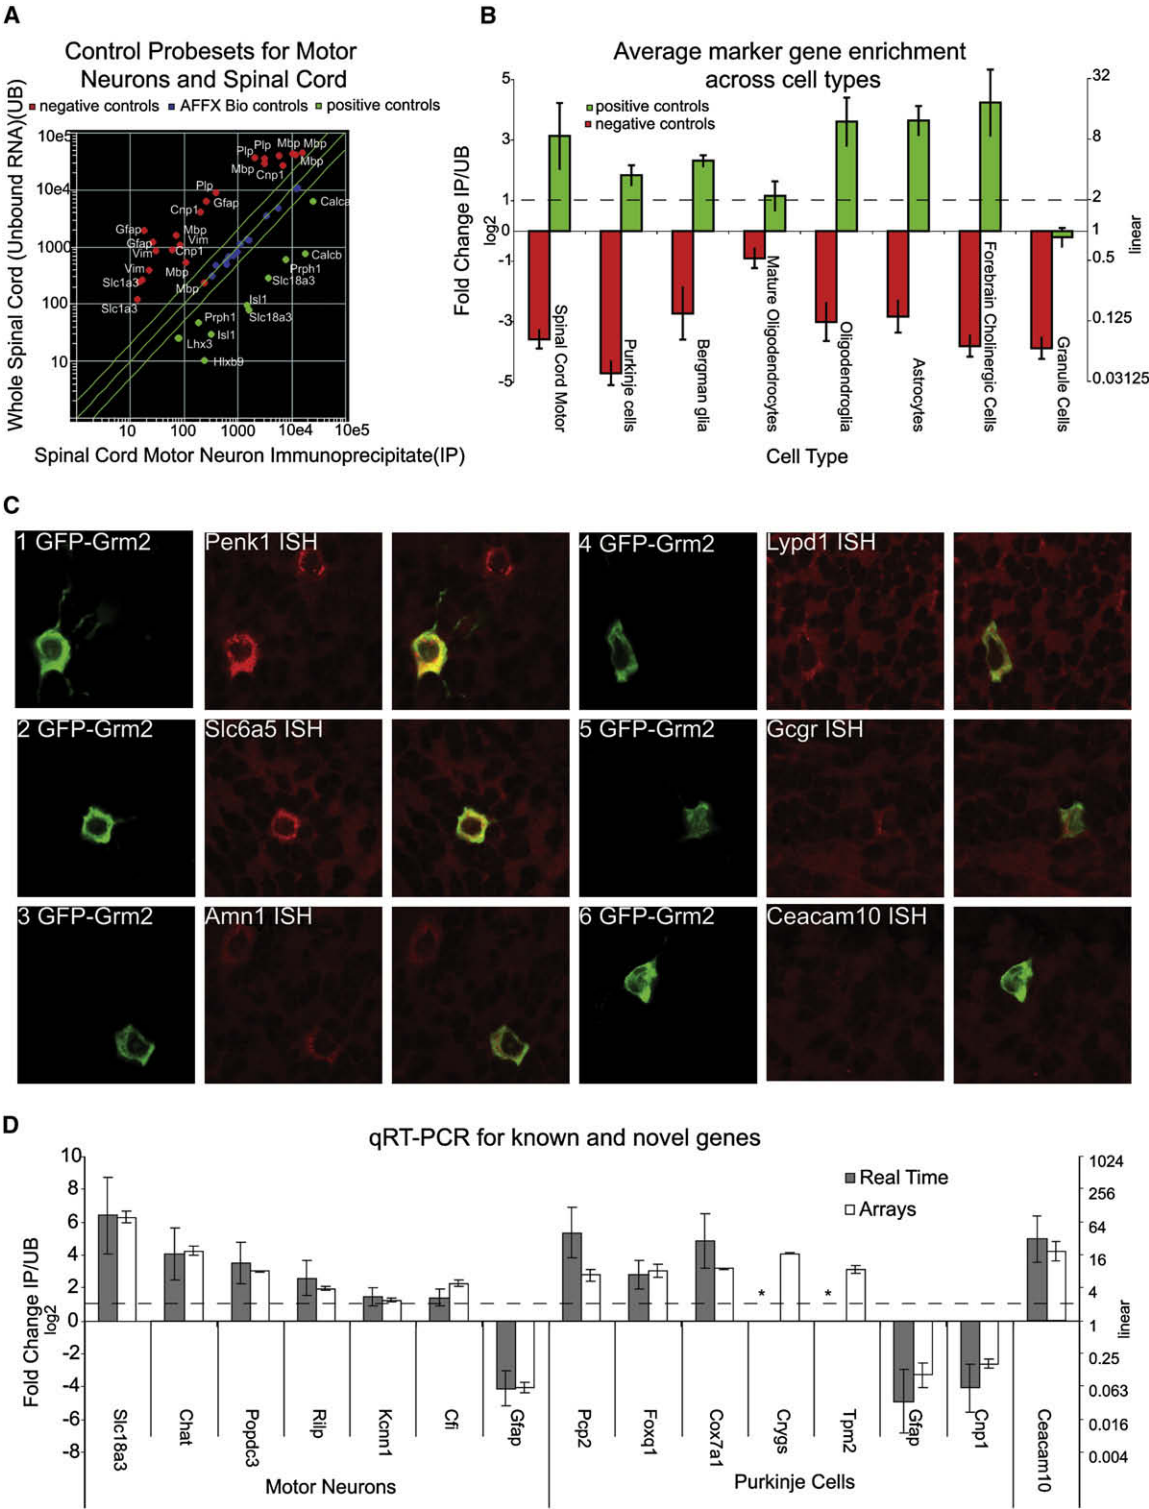 A
Control Probesets for Motor
Neurons and Spinal Cord
negative controls AFFX Bio controls positive controls
Whole Spinal Cord (Unbound RNA)(UB)
10e5
10e4
1000
100
10
Plp Plp Mbp Mbp
Mbp Cnp1 Mbp
Plp
Gfap
Cnp1
Calca
Gfap
Mbp
Gfap
Vim
Vim
Cnp1
Calcb
Vim
Mbp
Prph1
Slc1a3
Mbp
Slc18a3
Slc1a3
Isl1
Prph1
Slc18a3
Lhx3
Isl1
Hlxb9
10 100 1000 10e4 10e5
Spinal Cord Motor Neuron Immunoprecipitate(IP)
B
Average marker gene enrichment
across cell types
positive controls
negative controls
Fold Change IP/UB
log2
5
3
1
0
-1
-3
-5
32
8
2
1
0.5
0.125
0.03125
linear
Spinal Cord Motor
Purkinje cells
Bergman glia
Mature Oligodendrocytes
Oligodendroglia
Astrocytes
Forebrain Cholinergic Cells
Granule Cells
Cell Type
C
1 GFP-Grm2 Penk1 ISH 4 GFP-Grm2 Lypd1 ISH
2 GFP-Grm2 Slc6a5 ISH 5 GFP-Grm2 Gcgr ISH
3 GFP-Grm2 Amn1 ISH 6 GFP-Grm2 Ceacam10 ISH
D
qRT-PCR for known and novel genes
Real Time
Arrays
Fold Change IP/UB
log2
10
8
6
4
2
0
-2
-4
-6
-8
1024
256
64
16
4
1
0.25
0.063
0.016
0.004
linear
* *
Slc18a3
Chat
Popdc3
Rilp
Kcnn1
Cfi
Gfap
Pcp2
Foxq1
Cox7a1
Crygs
Tpm2
Gfap
Cnp1
Ceacam10
Motor Neurons
Purkinje Cells